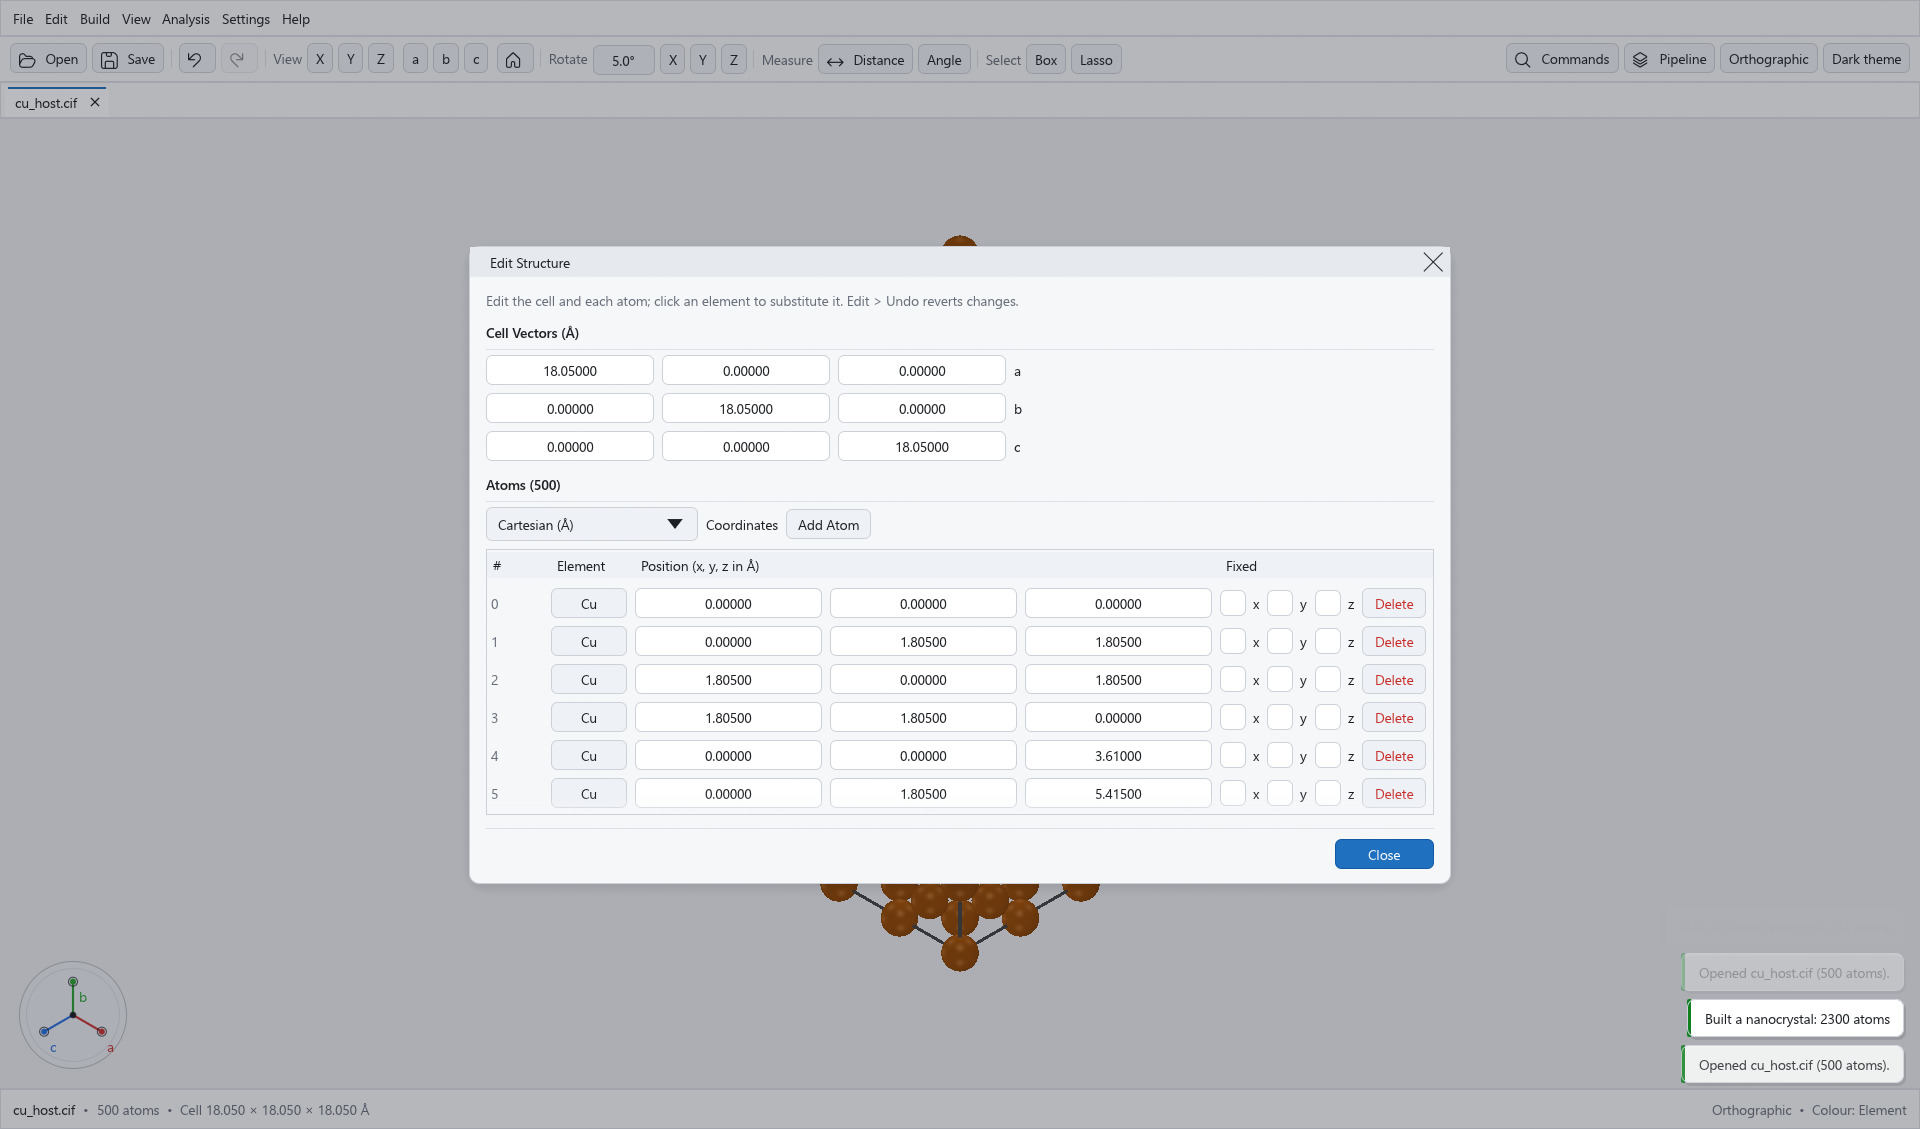 File Edit Build View Analysis Settings Help
Open Save View X Y Z a b c Rotate 5.0° X Y Z Measure Distance Angle Select Box Lasso Commands Pipeline Orthographic Dark theme
cu_host.cif
Edit Structure
Edit the cell and each atom; click an element to substitute it. Edit > Undo reverts changes.
Cell Vectors (Å)
18.05000 0.00000 0.00000 a
0.00000 18.05000 0.00000 b
0.00000 0.00000 18.05000 c
Atoms (500)
Cartesian (Å) Coordinates Add Atom
# Element Position (x, y, z in Å) Fixed
0 Cu 0.00000 0.00000 0.00000 x y z Delete
1 Cu 0.00000 1.80500 1.80500 x y z Delete
2 Cu 1.80500 0.00000 1.80500 x y z Delete
3 Cu 1.80500 1.80500 0.00000 x y z Delete
4 Cu 0.00000 0.00000 3.61000 x y z Delete
5 Cu 0.00000 1.80500 5.41500 x y z Delete
Close
b
c a
Opened cu_host.cif (500 atoms).
Built a nanocrystal: 2300 atoms
Opened cu_host.cif (500 atoms).
cu_host.cif • 500 atoms • Cell 18.050 × 18.050 × 18.050 Å Orthographic • Colour: Element